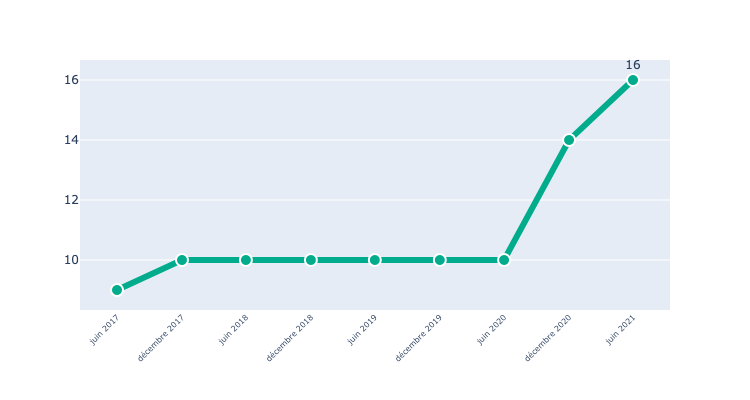 16
16
14
12
10
juin 2017
décembre 2017
juin 2018
décembre 2018
juin 2019
décembre 2019
juin 2020
décembre 2020
juin 2021